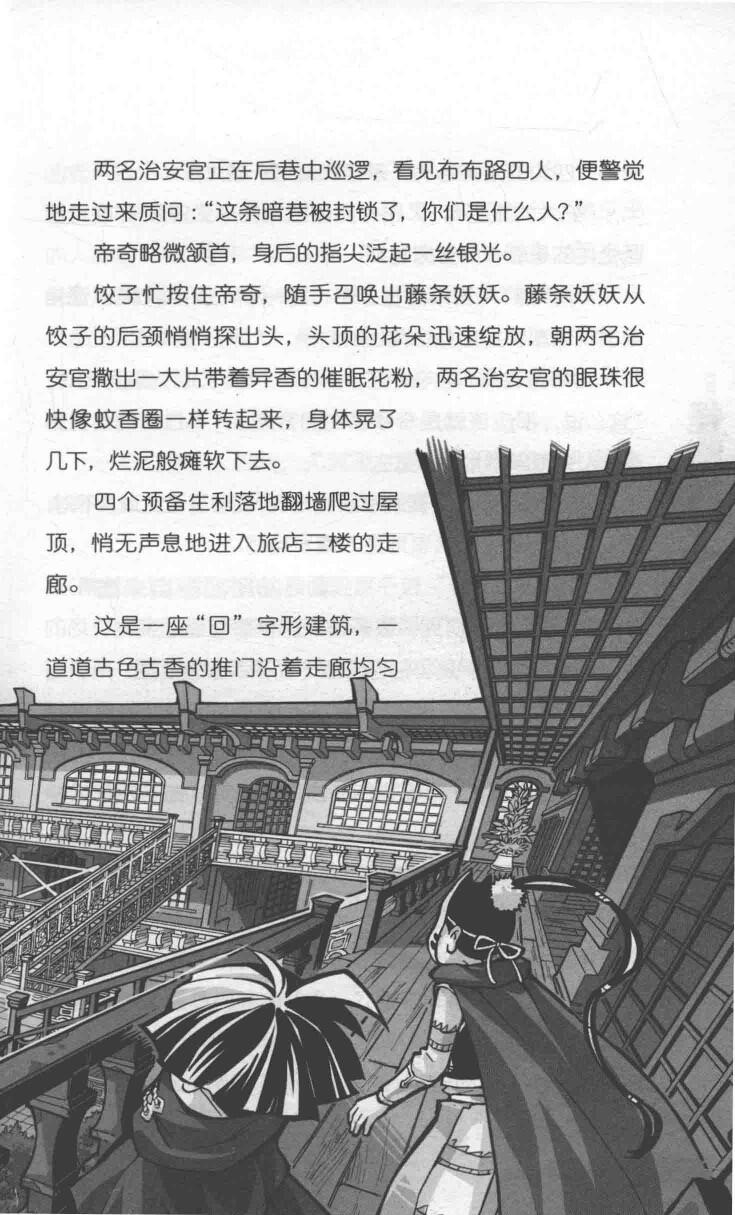 两名治安官正在后巷中巡逻，看见布布路四人，便警觉
地走过来质问：“这条暗巷被封锁了，你们是什么人？”
帝奇略微颔首，身后的指尖泛起一丝银光。
饺子忙按住帝奇，随手召唤出藤条妖妖。藤条妖妖从
饺子的后颈悄悄探出头，头顶的花朵迅速绽放，朝两名治
安官撒出一大片带着异香的催眠花粉，两名治安官的眼珠很
快像蚊香圈一样转起来，身体晃了
几下，烂泥般瘫软下去。
四个预备生利落地翻墙爬过屋
顶，悄无声息地进入旅店三楼的走
廊。
这是一座“回”字形建筑，
道道古色古香的推门沿着走廊均匀